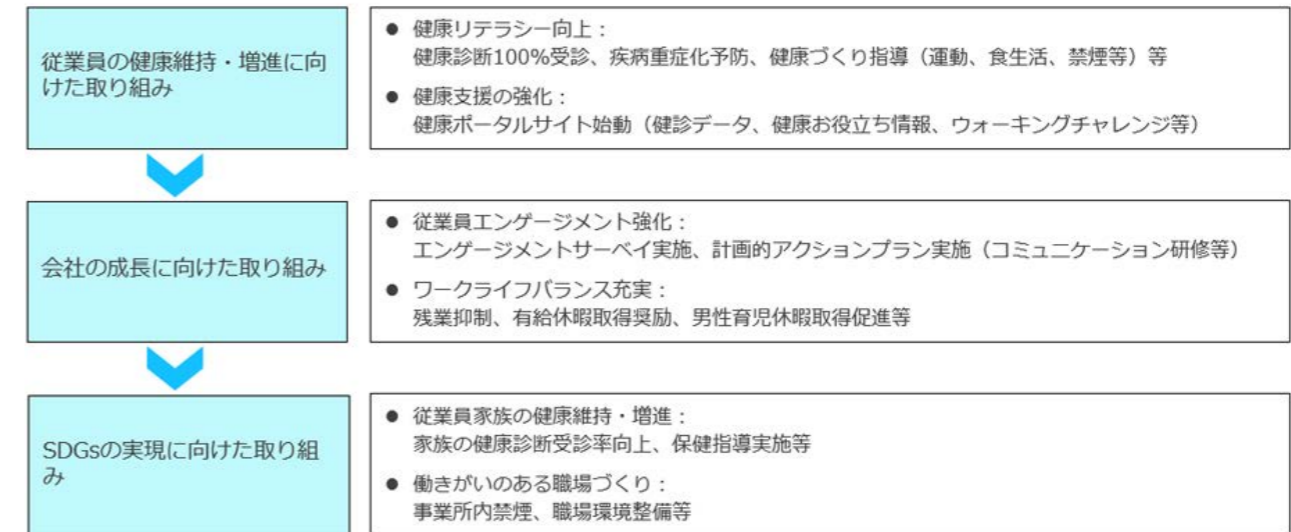 従業員の健康維持・増進に向
けた取り組み
● 健康リテラシー向上：
健康診断100%受診、疾病重症化予防、健康づくり指導（運動、食生活、禁煙等）等
● 健康支援の強化：
健康ポータルサイト始動（健診データ、健康お役立ち情報、ウォーキングチャレンジ等）
会社の成長に向けた取り組み
● 従業員エンゲージメント強化：
エンゲージメントサーベイ実施、計画的アクションプラン実施（コミュニケーション研修等）
● ワークライフバランス充実：
残業抑制、有給休暇取得奨励、男性育児休暇取得促進等
SDGsの実現に向けた取り組
み
● 従業員家族の健康維持・増進：
家族の健康診断受診率向上、保健指導実施等
● 働きがいのある職場づくり：
事業所内禁煙、職場環境整備等